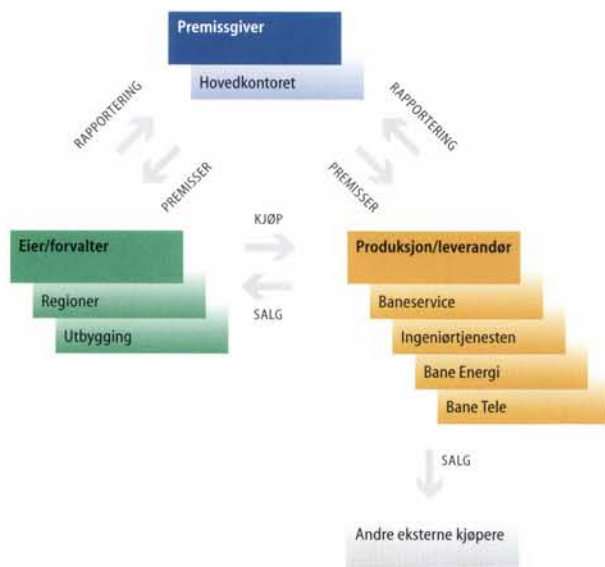 Premissgiver
Hovedkontoret
RAPPORTERING
PREMISSER
RAPPORTERING
PREMISSER
Eier/forvalter
Regioner
Utbygging
KJØP
SALG
Produksjon/leverandør
Baneservice
Ingeniørtjenesten
Bane Energi
Bane Tele
SALG
Andre eksterne kjøpere